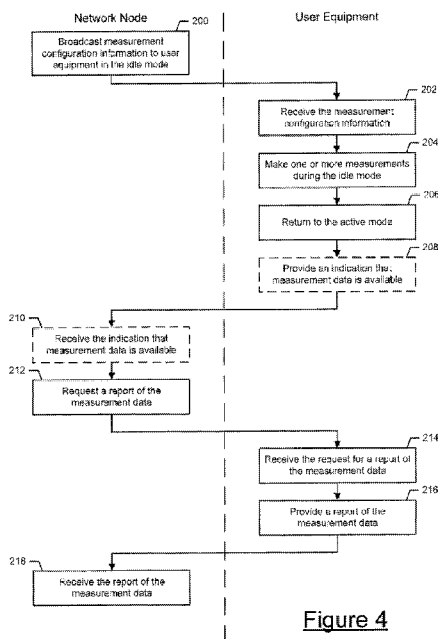 Network Node
User Equipment
200
Broadcast measurement
configuration information to user
equipment in the idle mode
202
Receive the measurement
configuration information
204
Make one or more measurements
during the idle mode
206
Return to the active mode
208
Provide an indication that
measurement data is available
210
Receive the indication that
measurement data is available
212
Request a report of the
measurement data
214
Receive the request for a report of
the measurement data
216
Provide a report of the
measurement data
218
Receive the report of the
measurement data
Figure 4